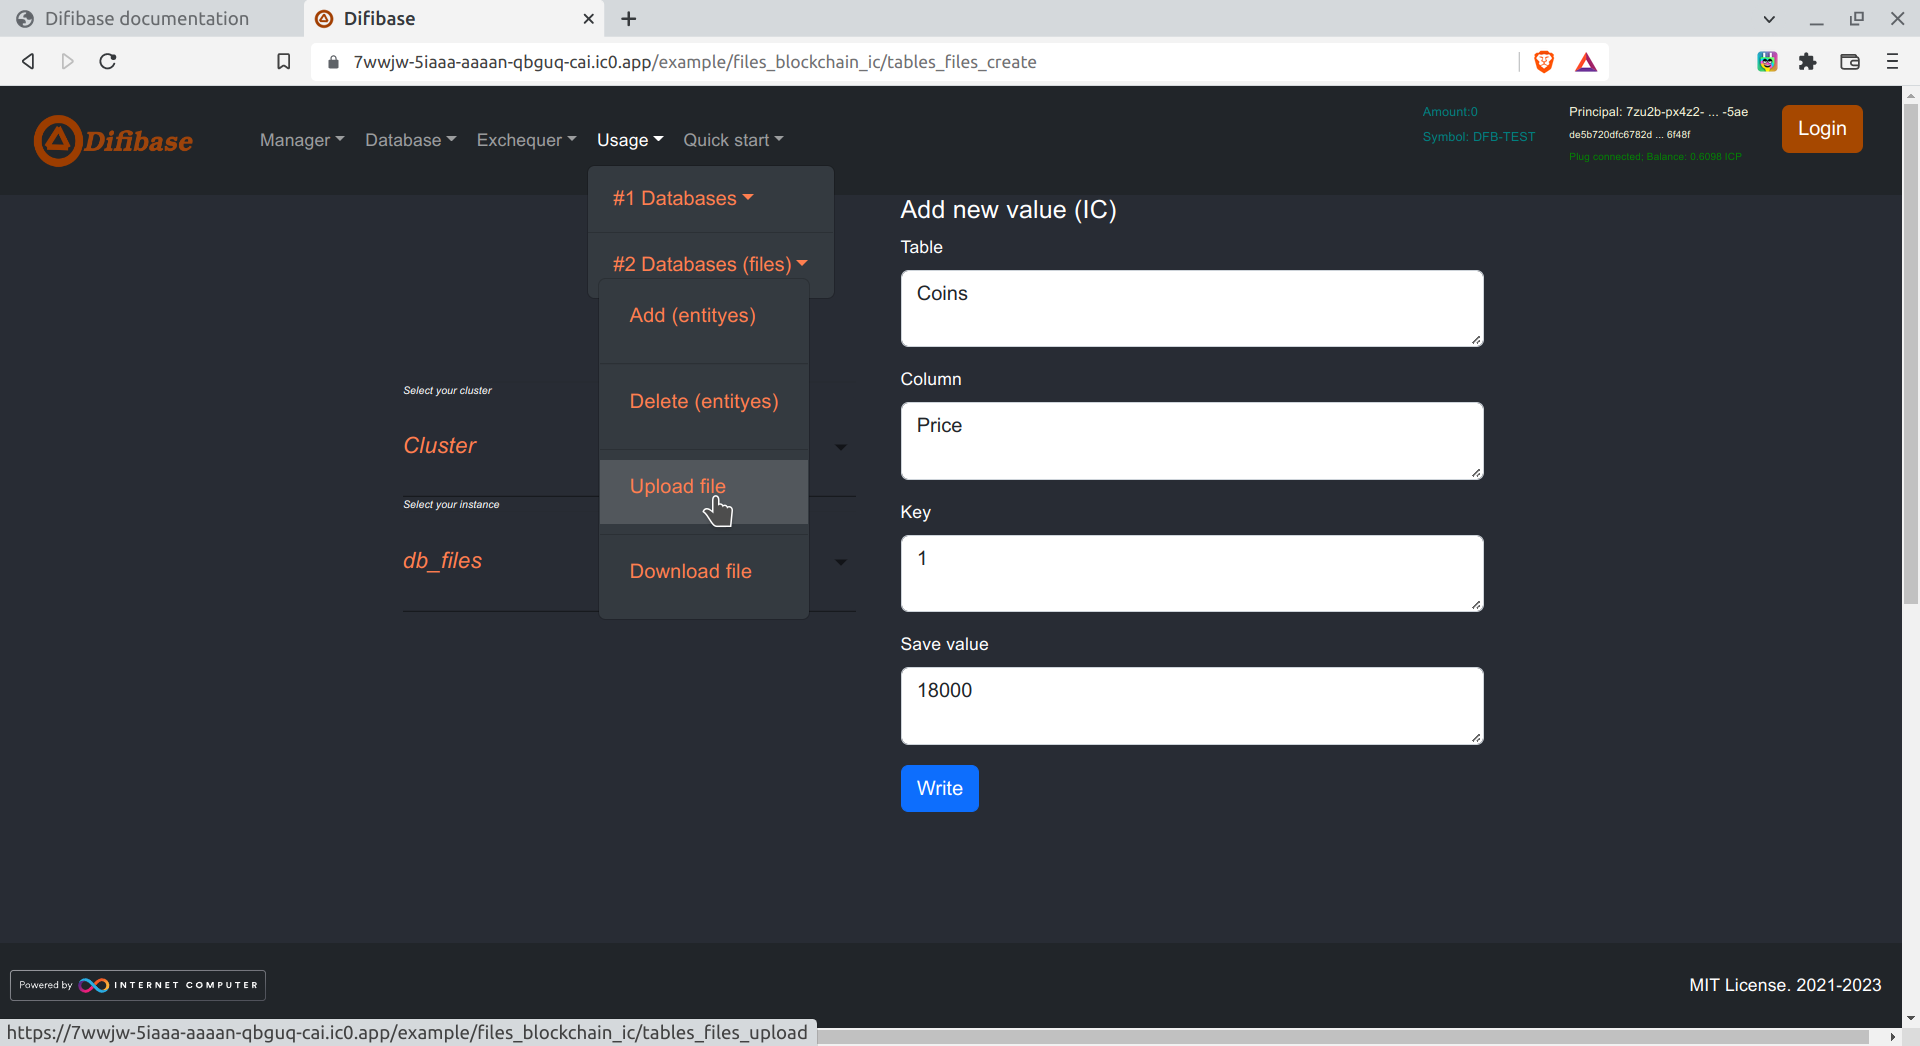 Difibase documentation
Difibase
7wwjw-5iaaa-aaaan-qbguq-cai.ic0.app/example/files_blockchain_ic/tables_files_create
Difibase
Manager
Database
Exchequer
Usage
Quick start
Amount:0
Symbol: DFB-TEST
Principal: 7zu2b-px4z2- ... -5ae
de5b720dfc6782d ... 6f48f
Plug connected; Balance: 0.6098 ICP
Login
#1 Databases
#2 Databases (files)
Add (entityes)
Delete (entityes)
Upload file
Download file
Select your cluster
Cluster
Select your instance
db_files
Add new value (IC)
Table
Coins
Column
Price
Key
1
Save value
18000
Write
Powered by INTERNET COMPUTER
MIT License. 2021-2023
https://7wwjw-5iaaa-aaaan-qbguq-cai.ic0.app/example/files_blockchain_ic/tables_files_upload